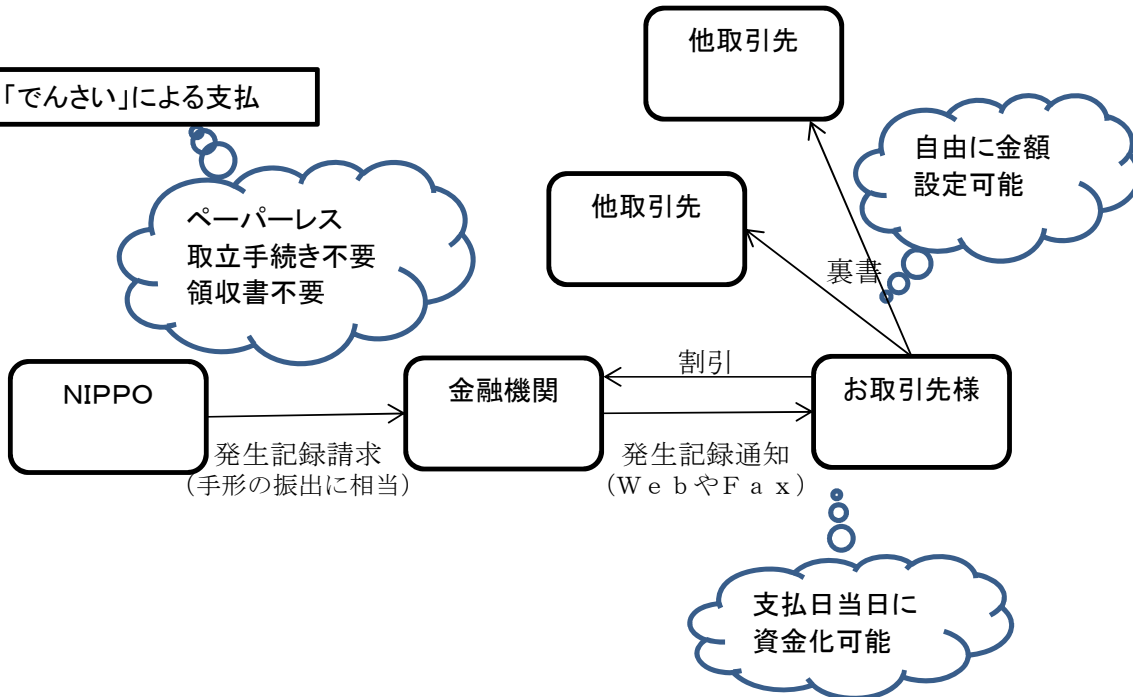 「でんさい」による支払
他取引先
自由に金額
設定可能
ペーパーレス
取立手続き不要
領収書不要
他取引先
裏書
NIPPO
金融機関
割引
お取引先様
発生記録請求
(手形の振出に相当)
発生記録通知
(WebやFax)
支払日当日に
資金化可能